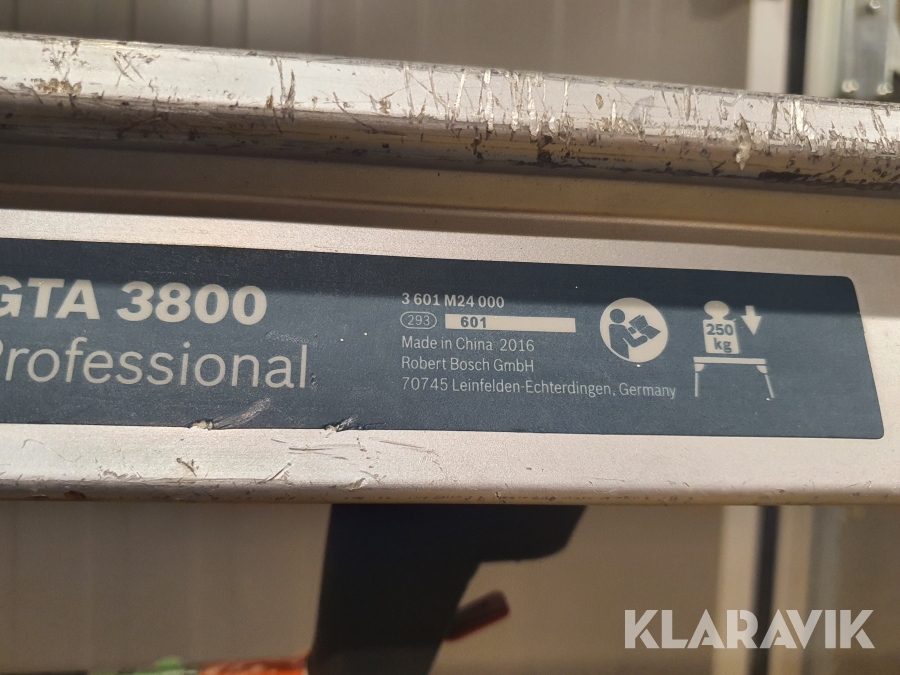 GTA 3800
Professional
3 601 M24 000
293 601
Made in China 2016
Robert Bosch GmbH
70745 Leinfelden-Echterdingen, Germany
250
kg
KLARAVIK